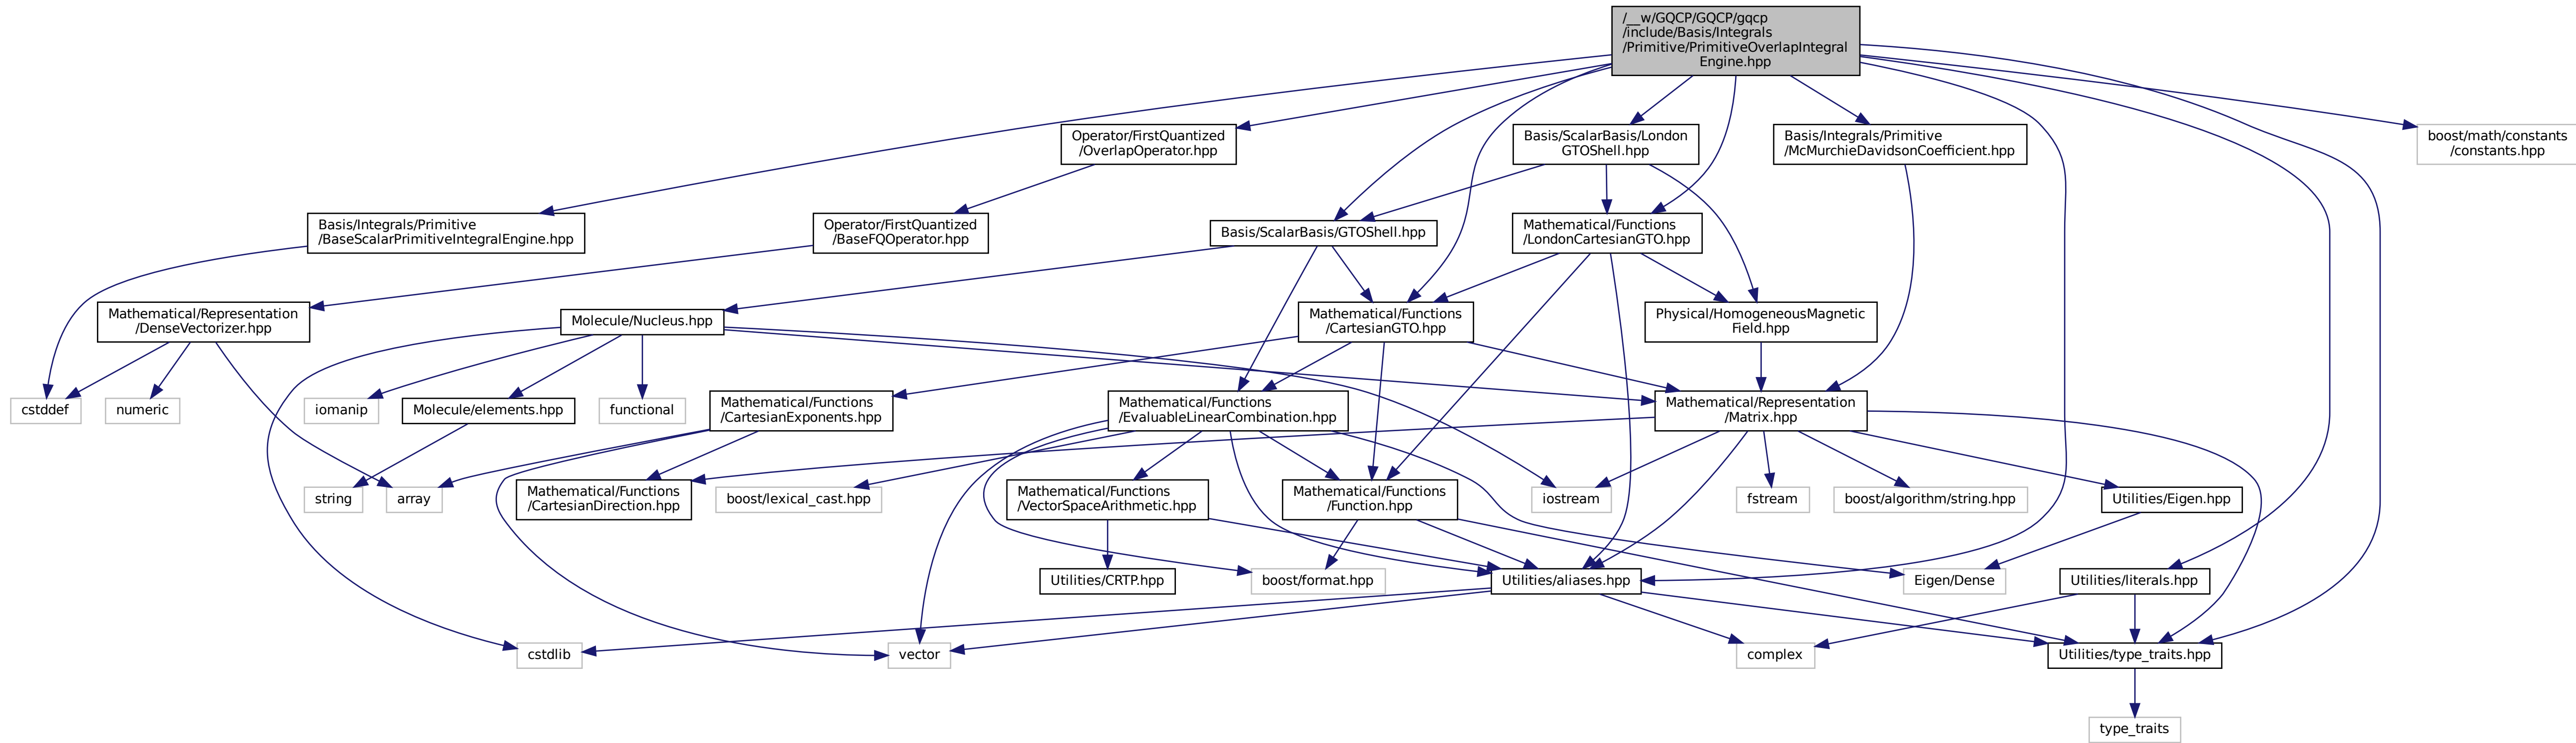 /__w/GQCP/GQCP/gqcp
/include/Basis/Integrals
/Primitive/PrimitiveOverlapIntegral
Engine.hpp
Operator/FirstQuantized
/OverlapOperator.hpp
Basis/ScalarBasis/London
GTOShell.hpp
Basis/Integrals/Primitive
/McMurchieDavidsonCoefficient.hpp
boost/math/constants
/constants.hpp
Basis/Integrals/Primitive
/BaseScalarPrimitiveIntegralEngine.hpp
Operator/FirstQuantized
/BaseFQOperator.hpp
Basis/ScalarBasis/GTOShell.hpp
Mathematical/Functions
/LondonCartesianGTO.hpp
Mathematical/Representation
/DenseVectorizer.hpp
Molecule/Nucleus.hpp
Mathematical/Functions
/CartesianGTO.hpp
Physical/HomogeneousMagnetic
Field.hpp
cstddef
numeric
iomanip
Molecule/elements.hpp
functional
Mathematical/Functions
/CartesianExponents.hpp
Mathematical/Functions
/EvaluableLinearCombination.hpp
Mathematical/Representation
/Matrix.hpp
string
array
Mathematical/Functions
/CartesianDirection.hpp
boost/lexical_cast.hpp
Mathematical/Functions
/VectorSpaceArithmetic.hpp
Mathematical/Functions
/Function.hpp
iostream
fstream
boost/algorithm/string.hpp
Utilities/Eigen.hpp
Utilities/CRTP.hpp
boost/format.hpp
Utilities/aliases.hpp
Eigen/Dense
Utilities/literals.hpp
cstdlib
vector
complex
Utilities/type_traits.hpp
type_traits